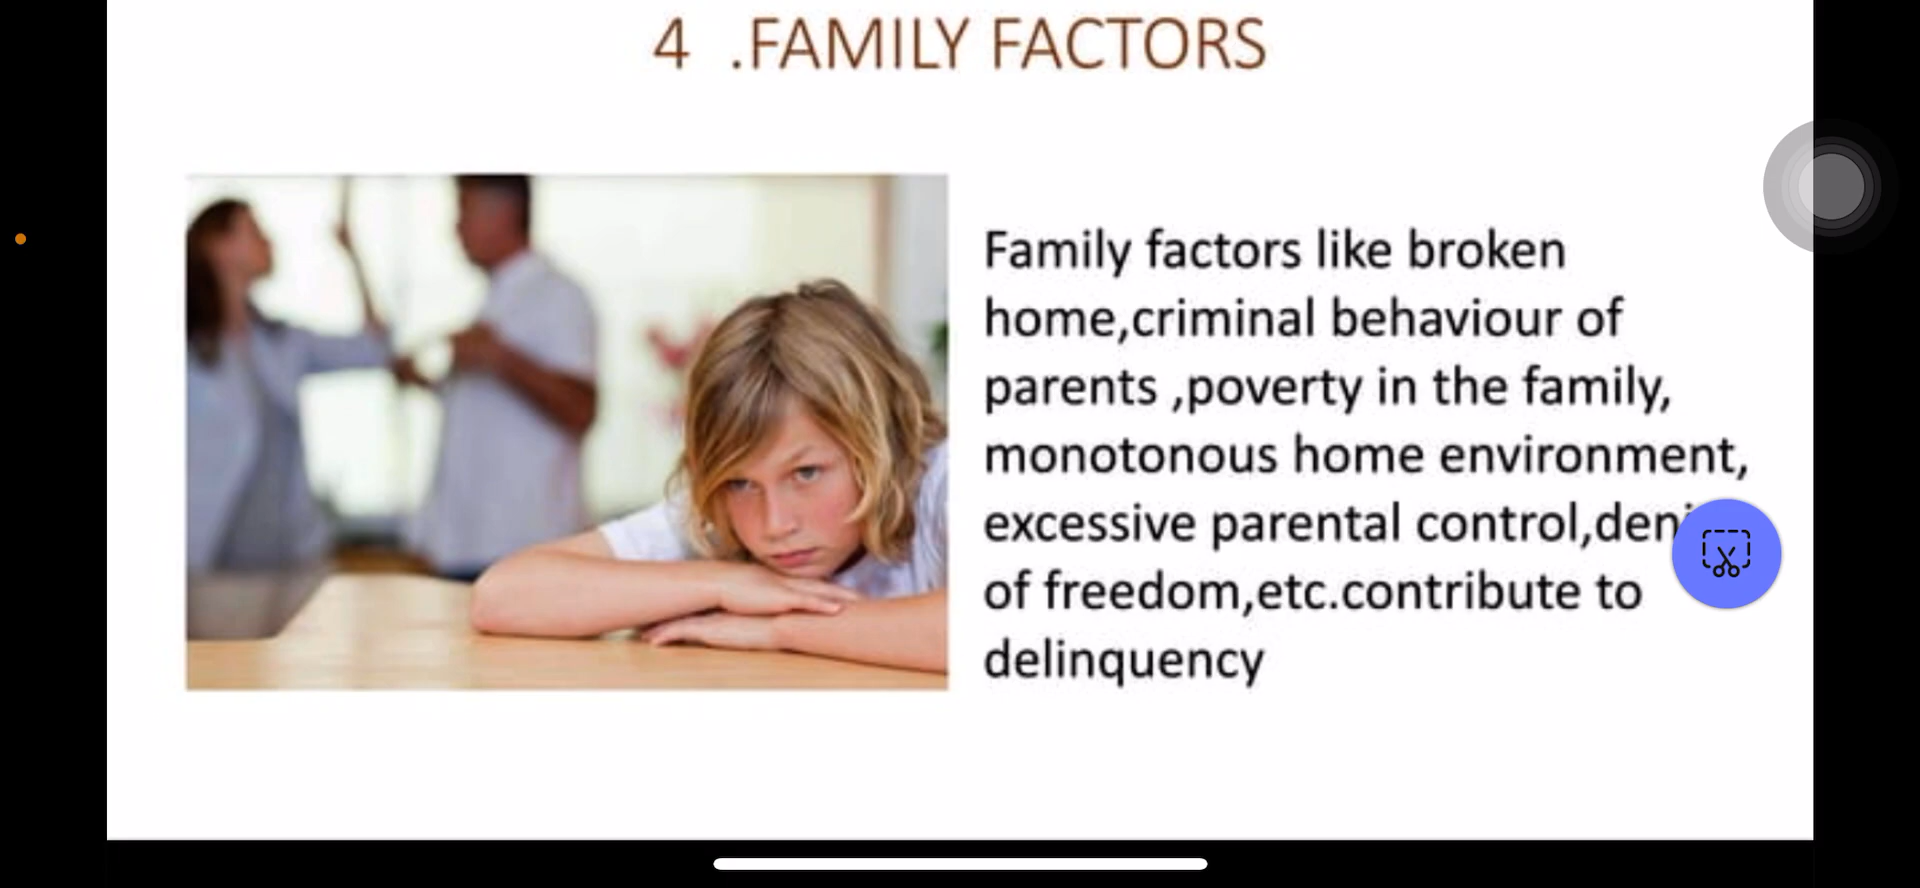 4 .FAMILY FACTORS
Family factors like broken
home,criminal behaviour of
parents ,poverty in the family,
monotonous home environment,
excessive parental control,
of freedom,etc.contribute to
delinquency